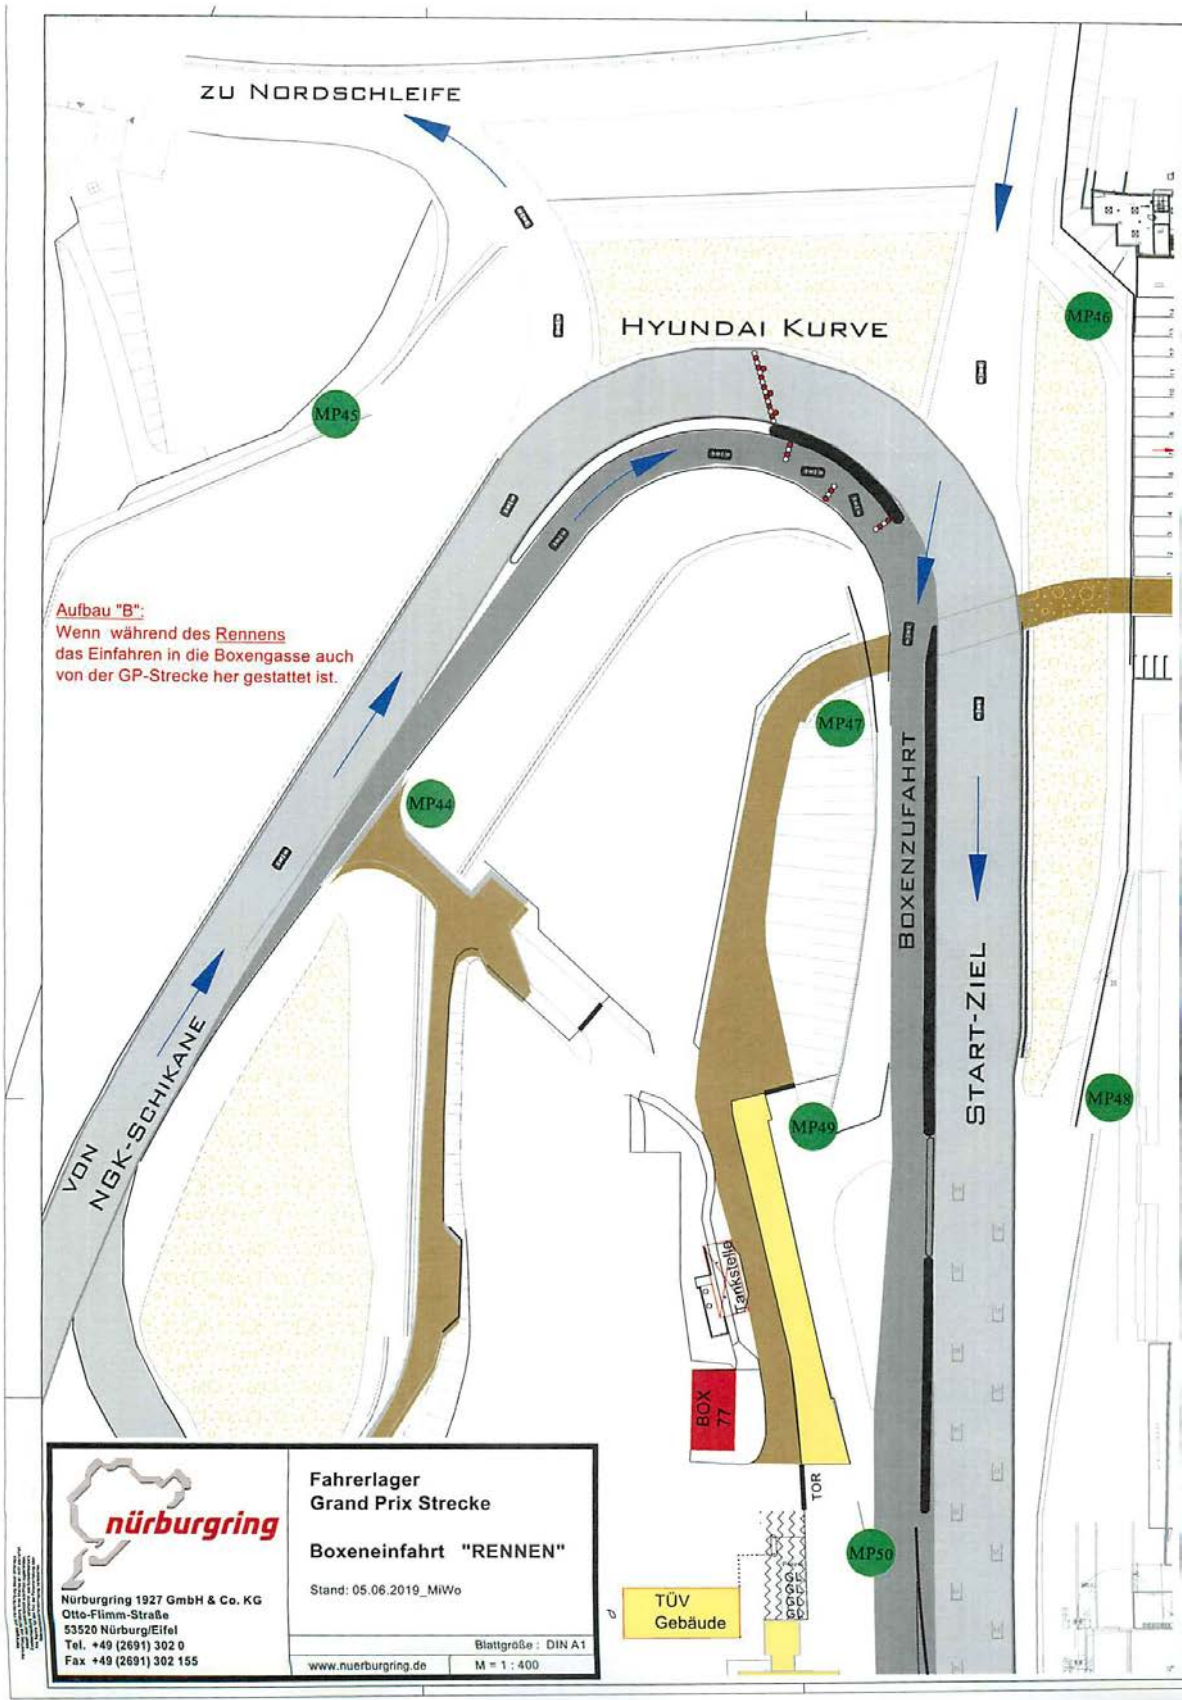 ZU NORDSCHLEIFE
HYUNDAI KURVE
MP46
MP45
Aufbau "B":
Wenn während des Rennens
das Einfahren in die Boxengasse auch
von der GP-Strecke her gestattet ist.
MP47
MP44
BOXENZUFAHRT
START-ZIEL
VON
NGK-SCHIKANE
MP48
MP49
Tankstelle
BOX
77
TOR
MP50
GL
GL
GL
GL
TÜV
Gebäude
nürburgring
Nürburgring 1927 GmbH & Co. KG
Otto-Flimm-Straße
53520 Nürburg/Eifel
Tel. +49 (2691) 302 0
Fax +49 (2691) 302 155
Fahrerlager
Grand Prix Strecke
Boxeneinfahrt "RENNEN"
Stand: 05.06.2019_MiWo
Blattgröße : DIN A1
www.nuerburgring.de
M = 1 : 400